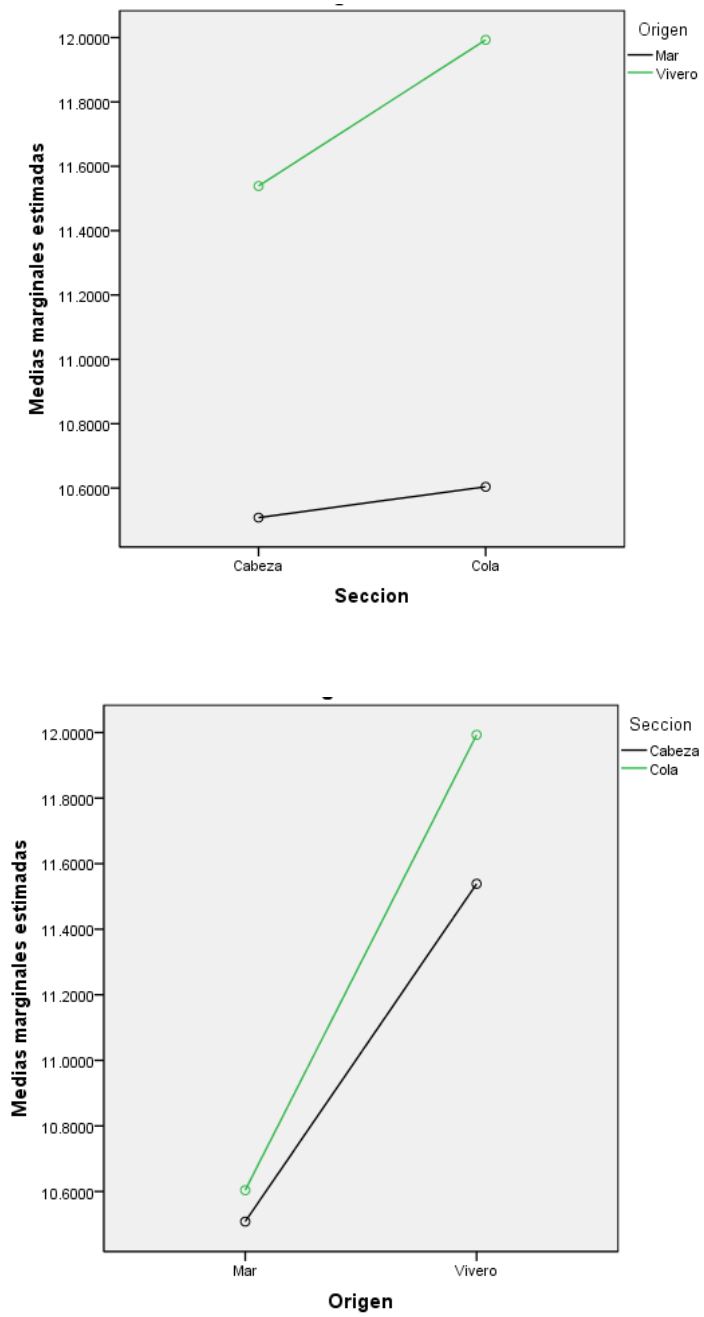 12.0000
11.8000
11.6000
11.4000
11.2000
11.0000
10.8000
10.6000
Medias marginales estimadas
Cabeza
Cola
Seccion
Origen
Mar
Vivero
12.0000
11.8000
11.6000
11.4000
11.2000
11.0000
10.8000
10.6000
Medias marginales estimadas
Mar
Vivero
Origen
Seccion
Cabeza
Cola